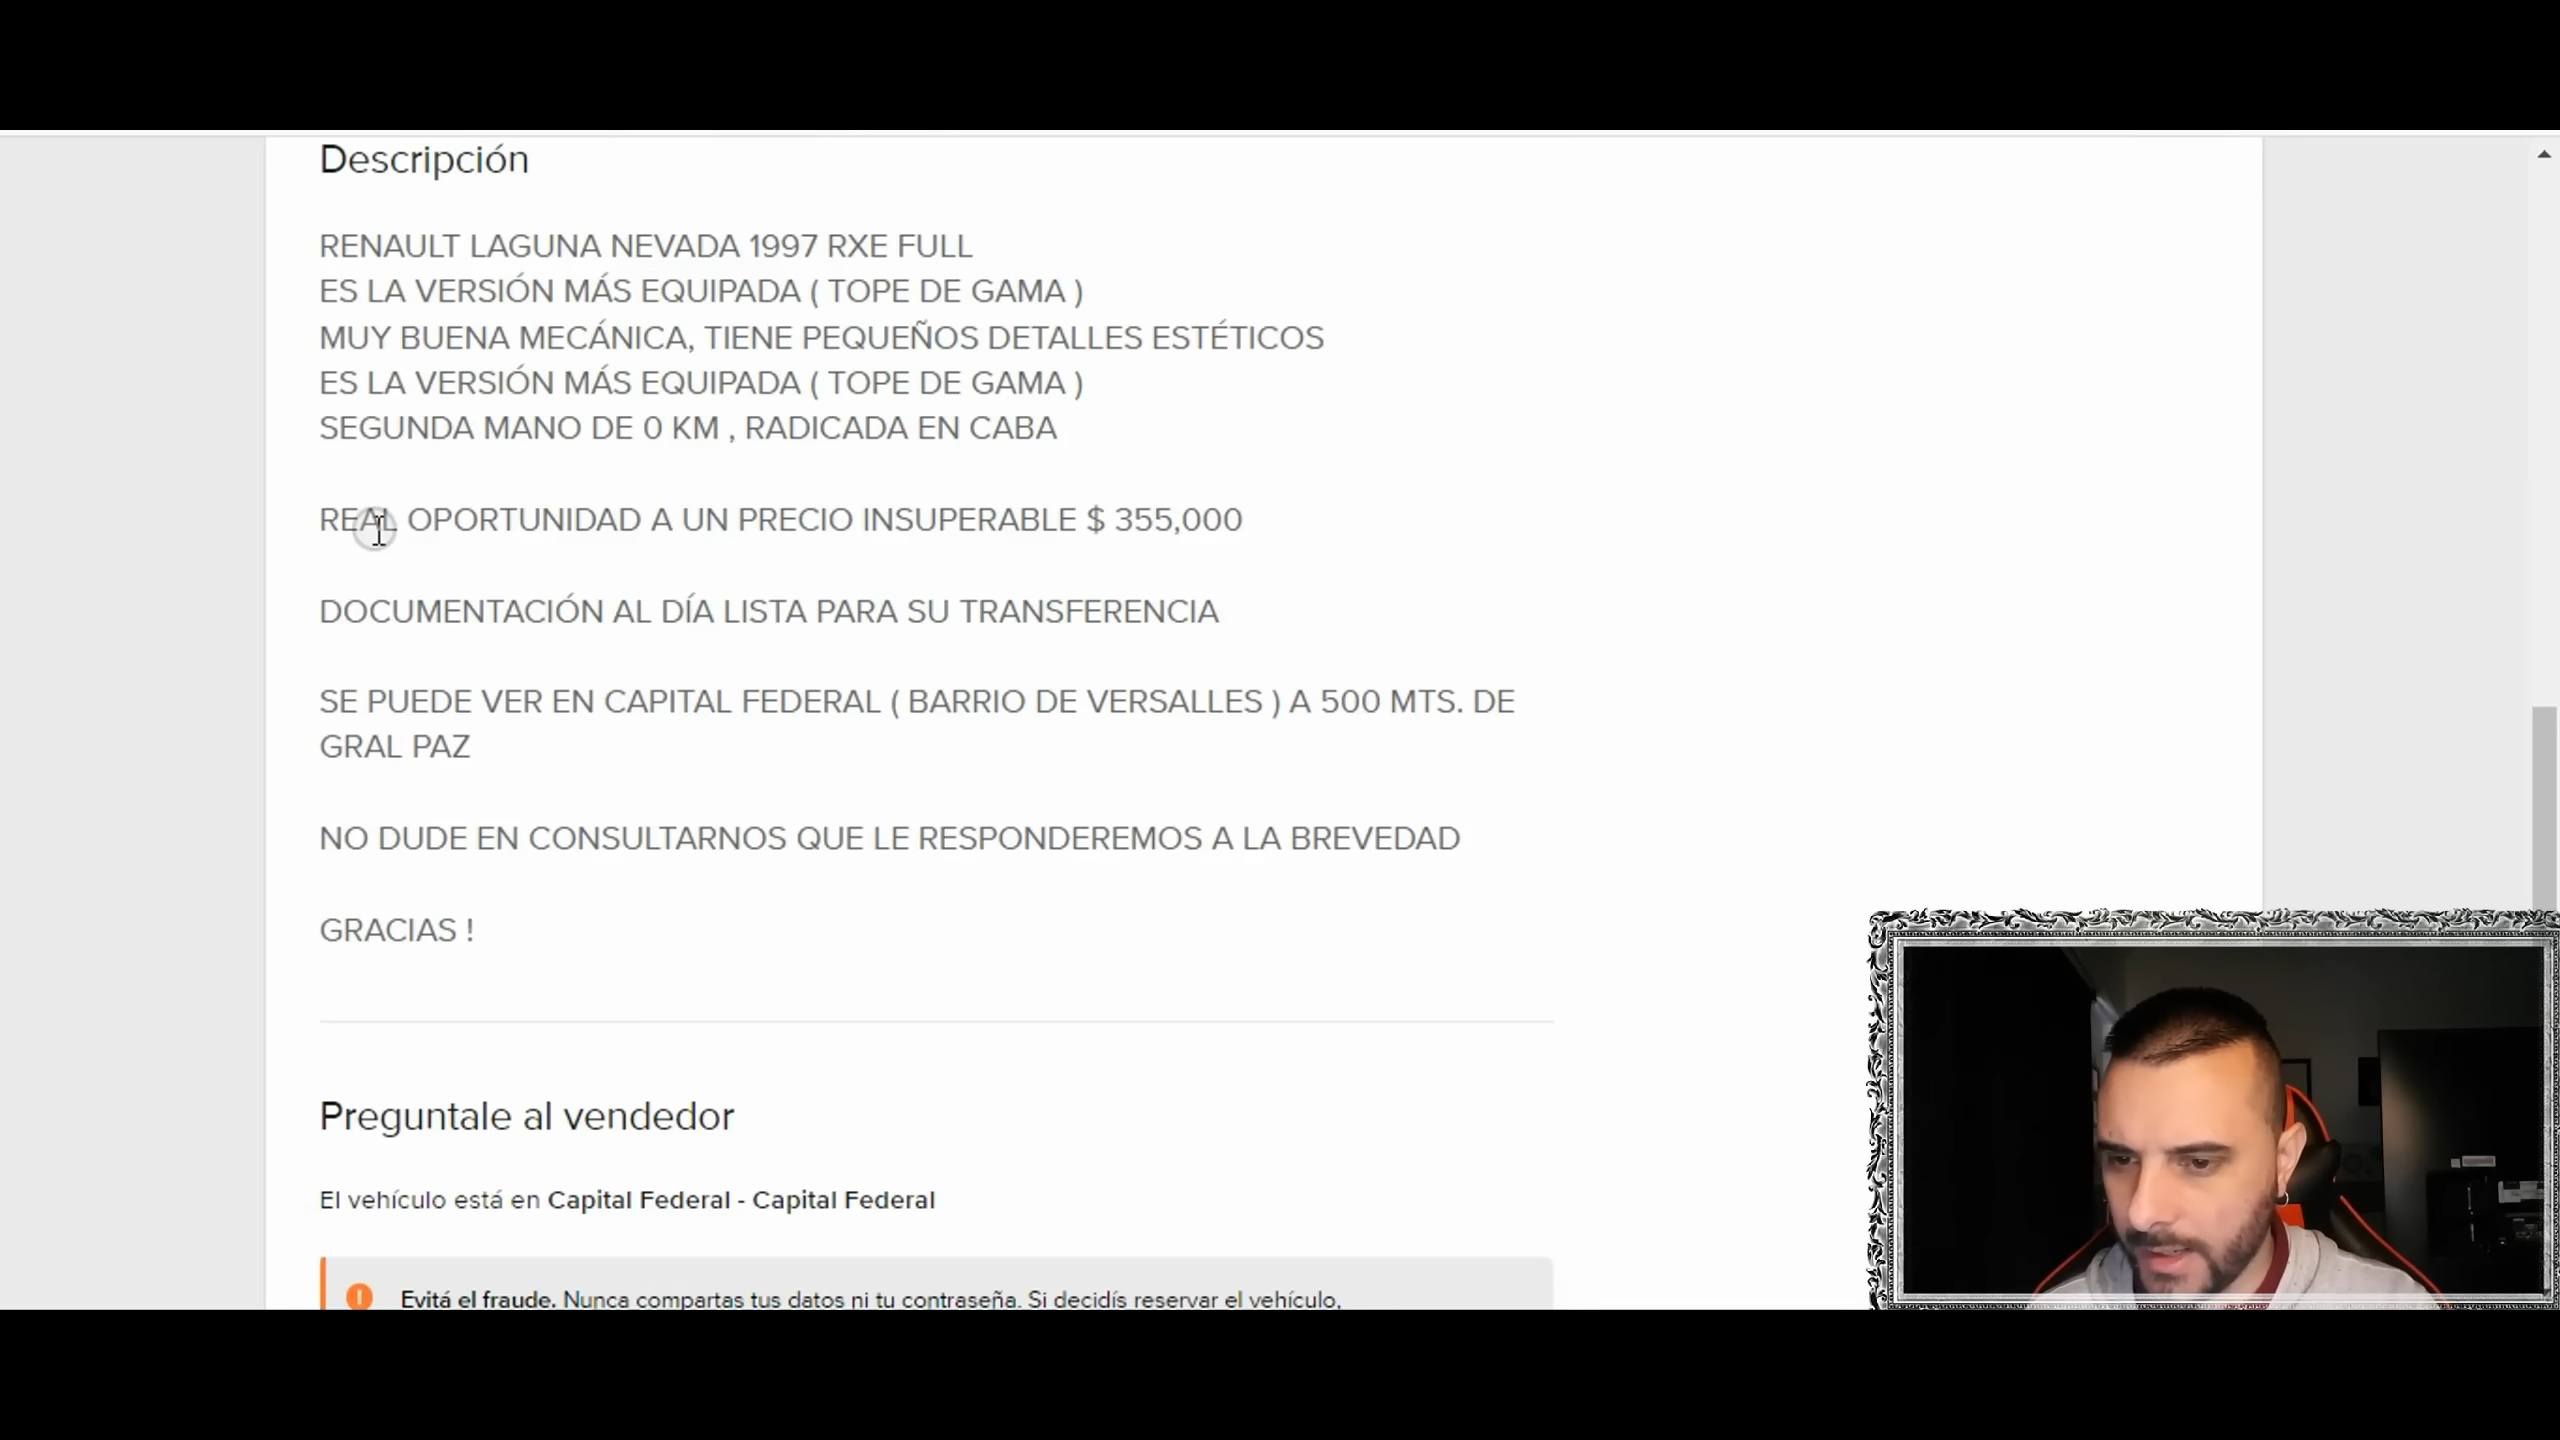 Descripción
RENAULT LAGUNA NEVADA 1997 RXE FULL
ES LA VERSIÓN MÁS EQUIPADA ( TOPE DE GAMA )
MUY BUENA MECÁNICA, TIENE PEQUEÑOS DETALLES ESTÉTICOS
ES LA VERSIÓN MÁS EQUIPADA ( TOPE DE GAMA )
SEGUNDA MANO DE 0 KM , RADICADA EN CABA
REAL OPORTUNIDAD A UN PRECIO INSUPERABLE $ 355,000
DOCUMENTACIÓN AL DÍA LISTA PARA SU TRANSFERENCIA
SE PUEDE VER EN CAPITAL FEDERAL ( BARRIO DE VERSALLES ) A 500 MTS. DE
GRAL PAZ
NO DUDE EN CONSULTARNOS QUE LE RESPONDEREMOS A LA BREVEDAD
GRACIAS !
Preguntale al vendedor
El vehículo está en Capital Federal - Capital Federal
Evitá el fraude. Nunca compartas tus datos ni tu contraseña. Si decidís reservar el vehículo,